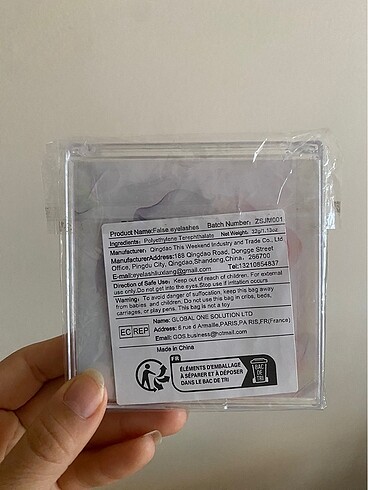 Product Name:False eyelashes Batch Number: ZSJM001
Ingredients: Polyethylene Terephthalate Net Weight: 32g/1.13oz
Manufacturer: Qingdao This Weekend Industry and Trade Co., Ltd
ManufacturerAddress:188 Qingdao Road, Dongge Street
Office, Pingdu City, Qingdao,Shandong,China. 266700
E-mail:eyelashliuxiang@gmail.com Tel:13210854837
Direction of Safe Use: Keep out of reach of children. For external
use only.Do not get into the eyes.Stop use if irritation occurs
Warning: To avoid danger of suffocation, keep this bag away
from babies and children. Do not use this bag in cribs, beds,
carriages, or play pens. This bag is not a toy
EC REP
Name: GLOBAL ONE SOLUTION LTD
Address: 6 rue d Armaille,PARIS,PA RIS,FR(France)
Email: GOS.business@hotmail.com
Made in China
FR
ÉLÉMENTS D'EMBALLAGE
À SÉPARER ET À DÉPOSER
DANS LE BAC DE TRI
BAC
DE
TRI